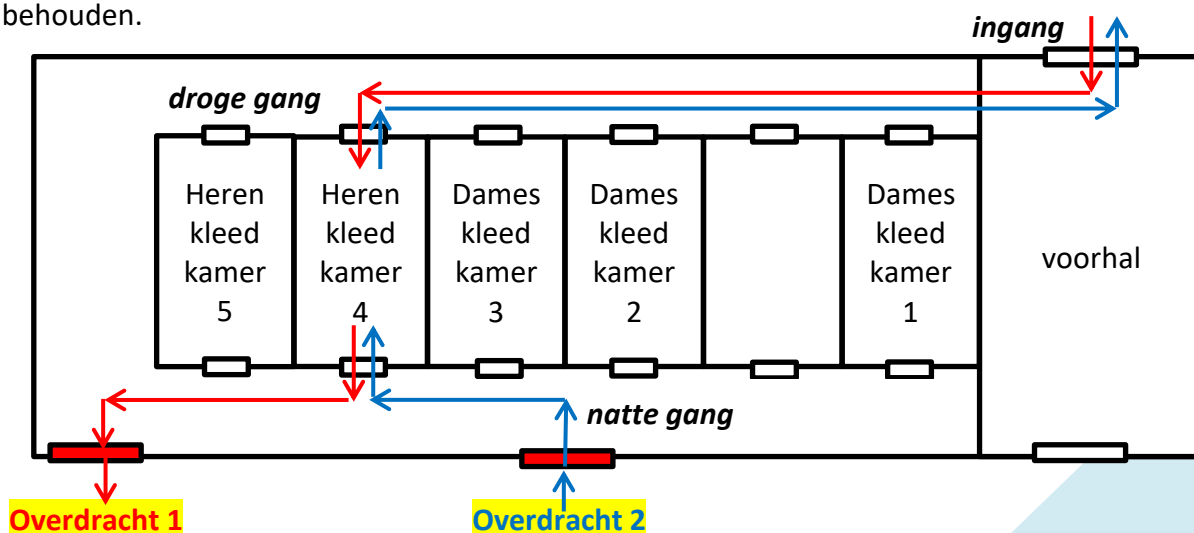 behouden.
ingang
droge gang
Heren
kleed
kamer
5
Heren
kleed
kamer
4
Dames
kleed
kamer
3
Dames
kleed
kamer
2
Dames
kleed
kamer
1
voorhal
natte gang
Overdracht 1
Overdracht 2